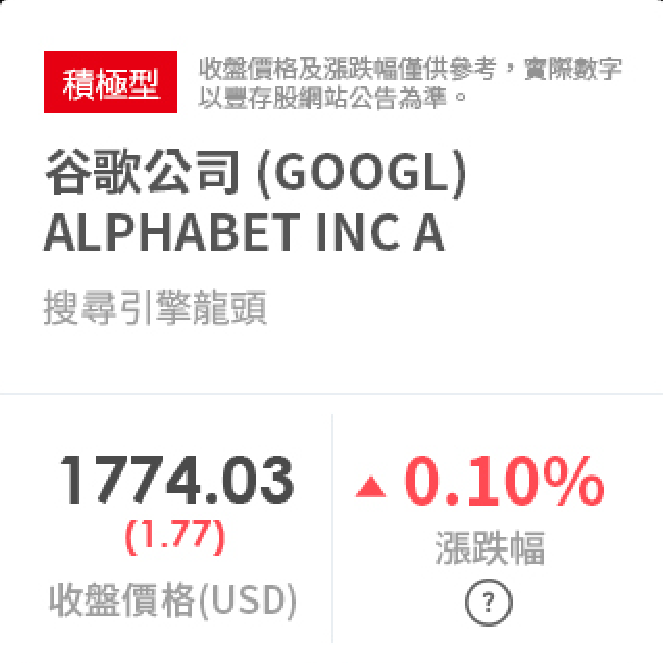 積極型
收盤價格及漲跌幅僅供參考，實際數字
以豐存股網站公告為準。
谷歌公司 (GOOGL)
ALPHABET INC A
搜尋引擎龍頭
1774.03
(1.77)
收盤價格(USD)
0.10%
漲跌幅
?